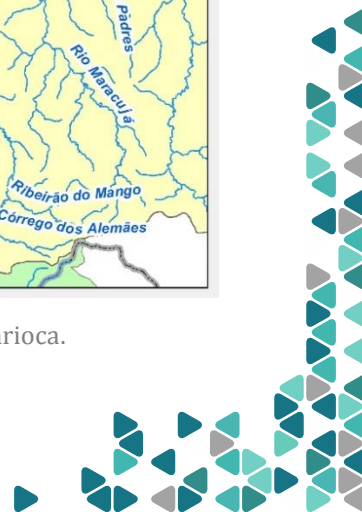 Padres
Rio Maracujá
Ribeirão do Mango
Córrego dos Alemães
arioca.